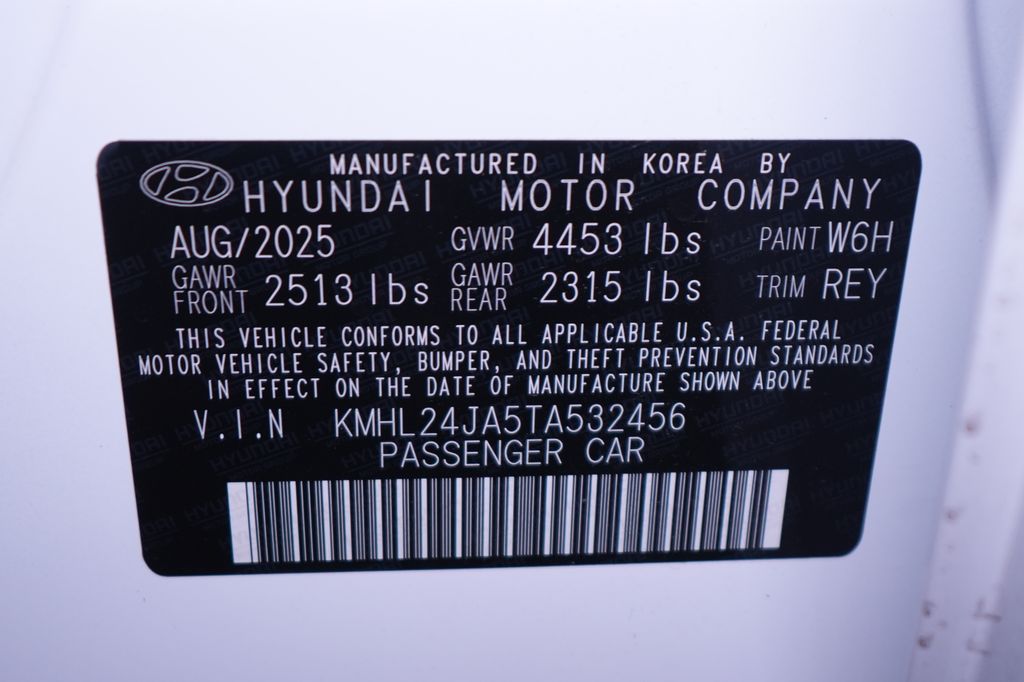 MANUFACTURED IN KOREA BY
HYUNDAI MOTOR COMPANY
AUG/2025 GVWR 4453 lbs PAINT W6H
GAWR FRONT 2513 lbs GAWR REAR 2315 lbs TRIM REY
THIS VEHICLE CONFORMS TO ALL APPLICABLE U.S.A. FEDERAL
MOTOR VEHICLE SAFETY, BUMPER, AND THEFT PREVENTION STANDARDS
IN EFFECT ON THE DATE OF MANUFACTURE SHOWN ABOVE
V.I.N KMHL24JA5TA532456
PASSENGER CAR